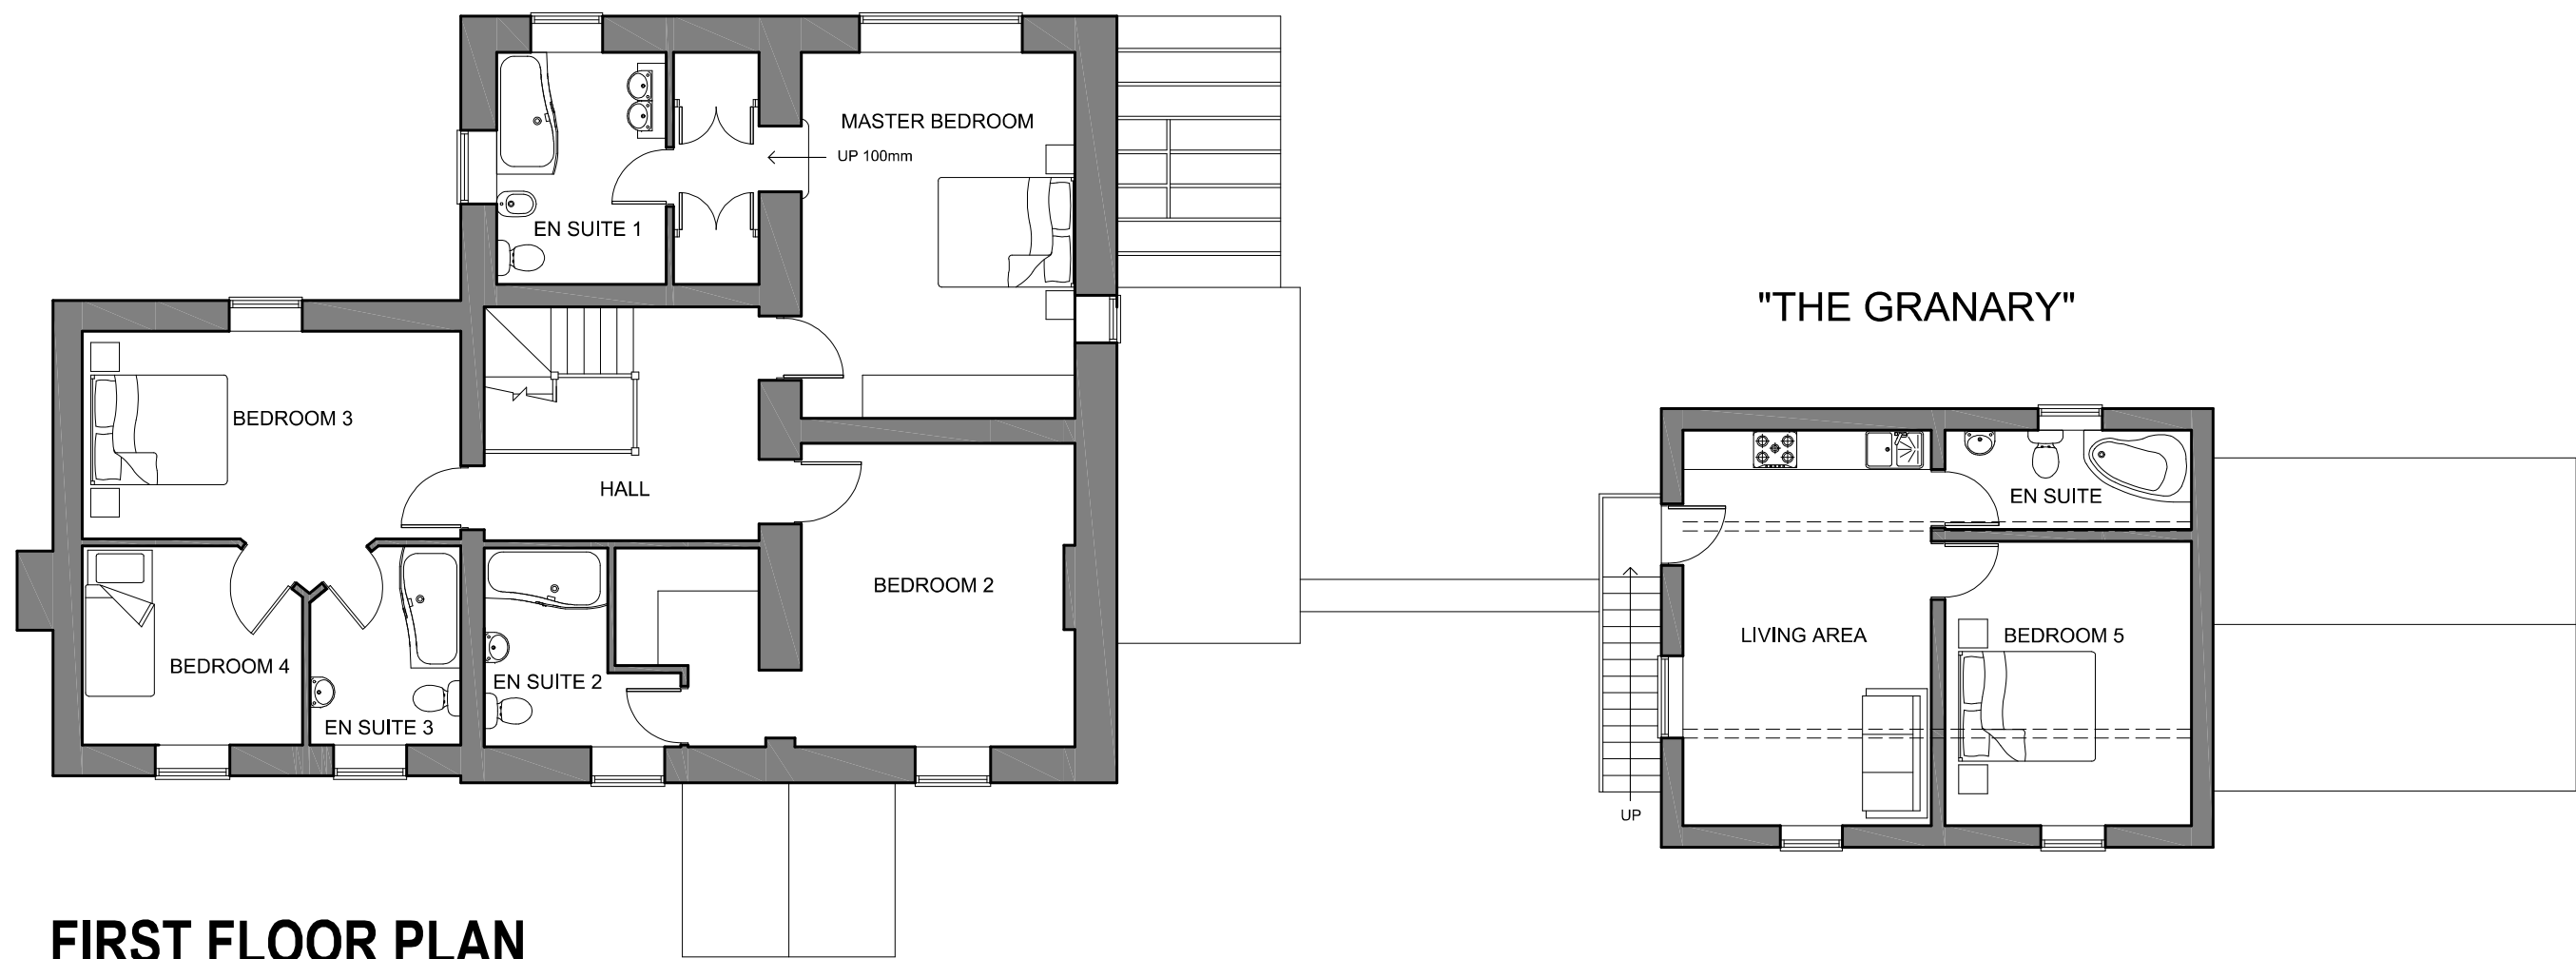 MASTER BEDROOM
UP 100mm
EN SUITE 1
"THE GRANARY"
BEDROOM 3
HALL
EN SUITE
BEDROOM 2
LIVING AREA
BEDROOM 5
BEDROOM 4
EN SUITE 2
EN SUITE 3
UP
FIRST FLOOR PLAN